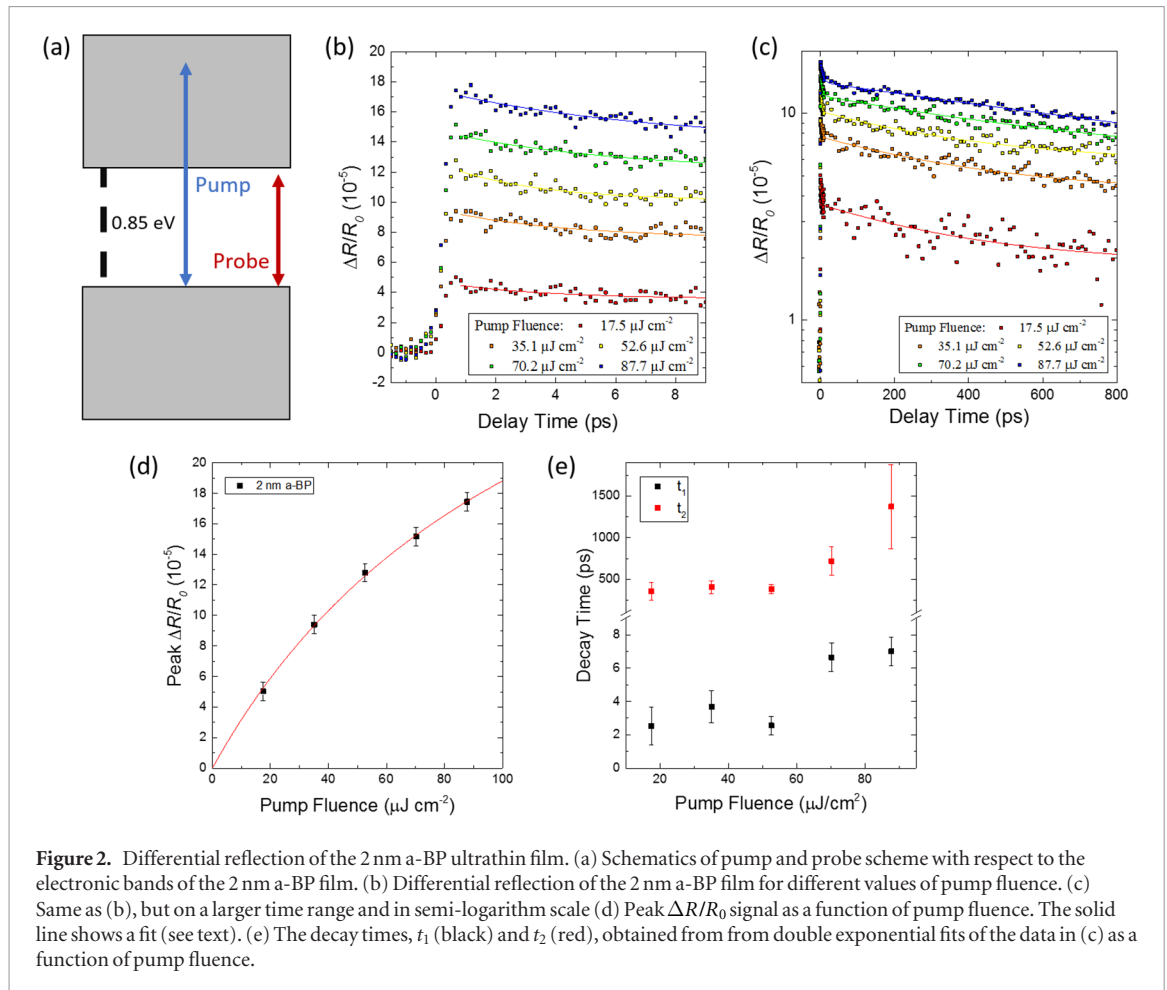 (a)
Pump
0.85 eV
Probe
(b)
20
18
16
14
12
10
8
6
4
2
0
-2
ΔR/R₀ (10⁻⁵)
Pump Fluence: 17.5 μJ cm⁻²
35.1 μJ cm⁻² 52.6 μJ cm⁻²
70.2 μJ cm⁻² 87.7 μJ cm⁻²
0 2 4 6 8
Delay Time (ps)
(c)
10
1
ΔR/R₀ (10⁻⁵)
Pump Fluence: 17.5 μJ cm⁻²
35.1 μJ cm⁻² 52.6 μJ cm⁻²
70.2 μJ cm⁻² 87.7 μJ cm⁻²
0 200 400 600 800
Delay Time (ps)
(d)
20
18
16
14
12
10
8
6
4
2
0
Peak ΔR/R₀ (10⁻⁵)
2 nm a-BP
0 20 40 60 80 100
Pump Fluence (μJ cm⁻²)
(e)
t₁
t₂
1500
1000
500
8
6
4
2
0
Decay Time (ps)
20 40 60 80
Pump Fluence (μJ/cm²)
Figure 2. Differential reflection of the 2 nm a-BP ultrathin film. (a) Schematics of pump and probe scheme with respect to the
electronic bands of the 2 nm a-BP film. (b) Differential reflection of the 2 nm a-BP film for different values of pump fluence. (c)
Same as (b), but on a larger time range and in semi-logarithm scale (d) Peak ΔR/R₀ signal as a function of pump fluence. The solid
line shows a fit (see text). (e) The decay times, t₁ (black) and t₂ (red), obtained from from double exponential fits of the data in (c) as a
function of pump fluence.